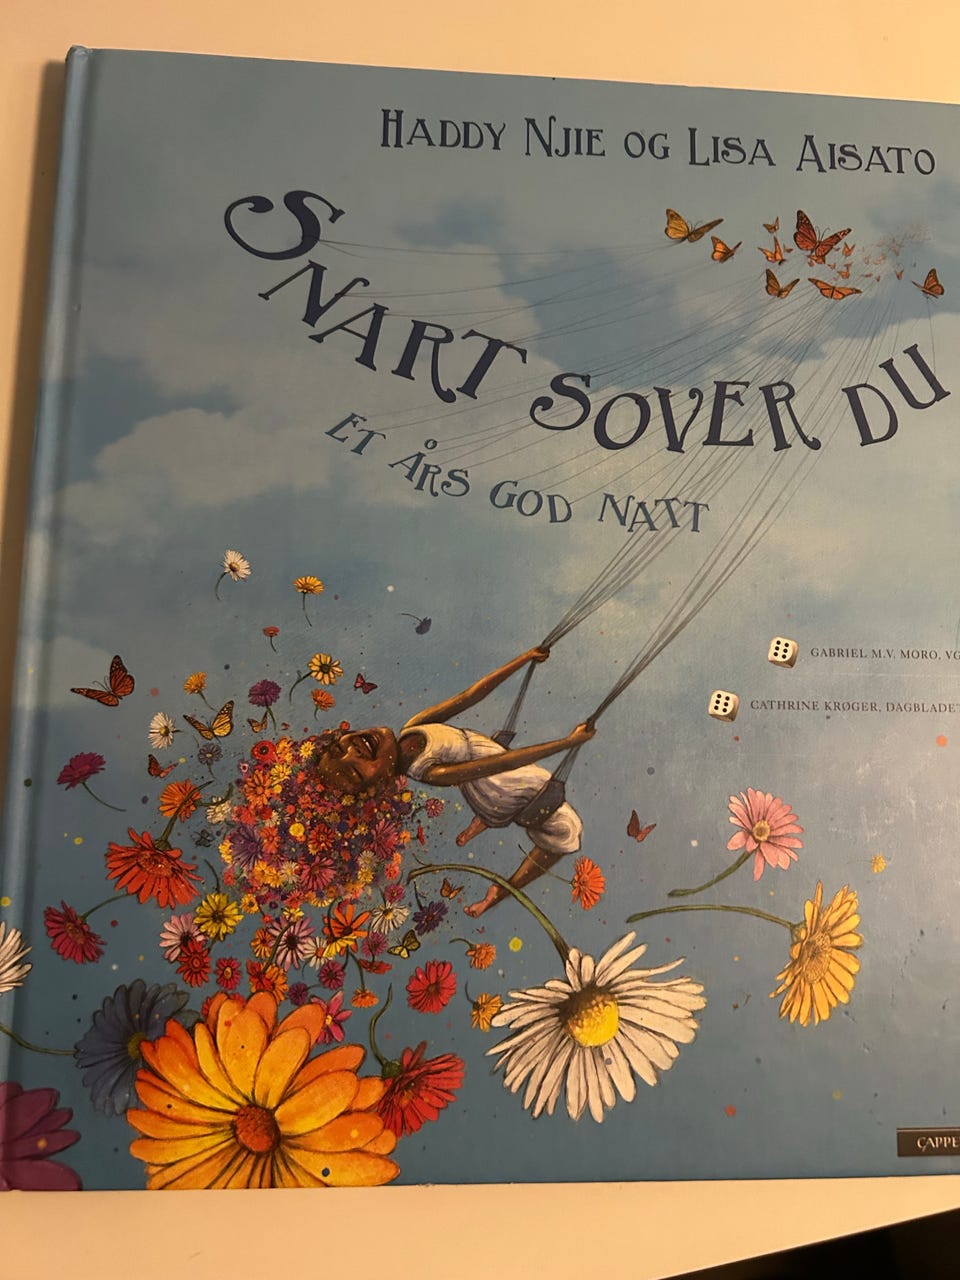 HADDY NJIE OG LISA AISATO
SNART SOVER DU
ET ÅRS GOD NATT
GABRIEL M.V. MORO, VG
CATHRINE KRØGER, DAGBLADET
CAPPE